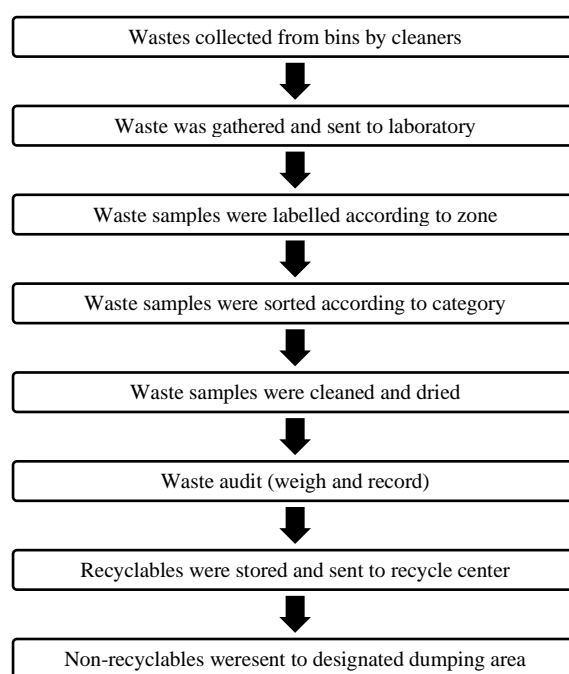 Wastes collected from bins by cleaners
Waste was gathered and sent to laboratory
Waste samples were labelled according to zone
Waste samples were sorted according to category
Waste samples were cleaned and dried
Waste audit (weigh and record)
Recyclables were stored and sent to recycle center
Non-recyclables weresent to designated dumping area